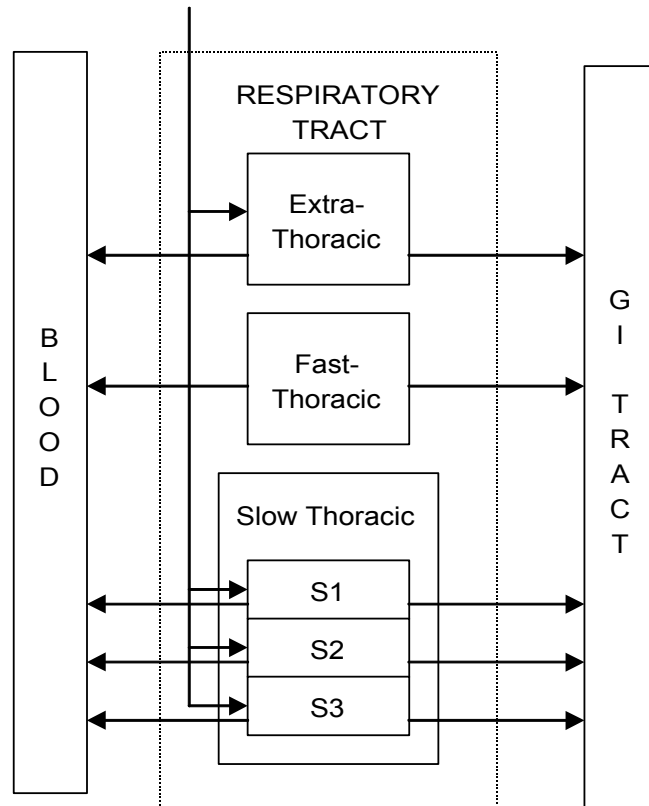 RESPIRATORY
TRACT
Extra-
Thoracic
Fast-
Thoracic
Slow Thoracic
S1
S2
S3
B
L
O
O
D
G
I
T
R
A
C
T